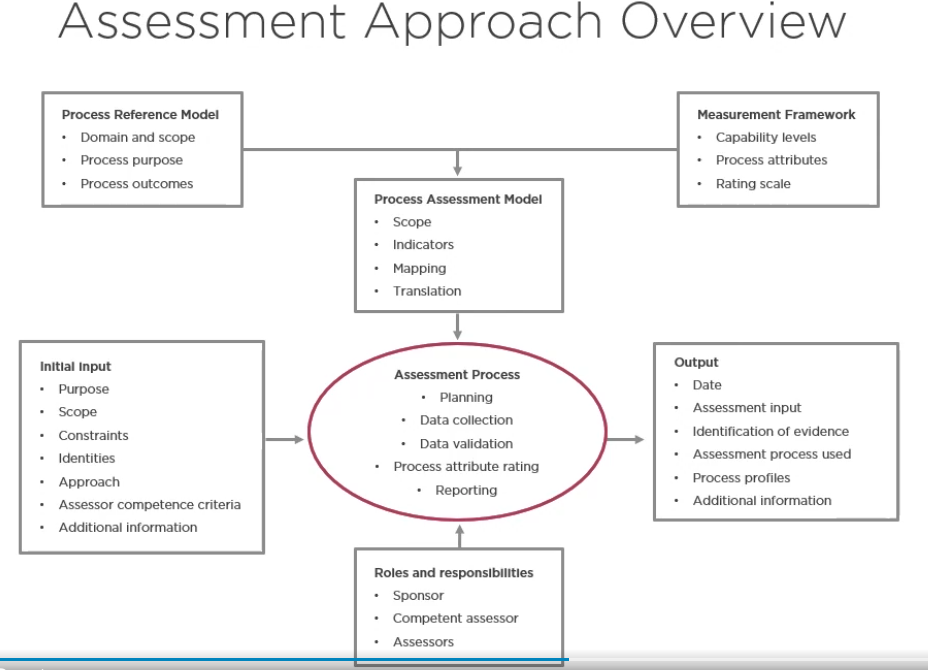 Assessment Approach Overview
Process Reference Model
• Domain and scope
• Process purpose
• Process outcomes
Measurement Framework
• Capability levels
• Process attributes
• Rating scale
Process Assessment Model
• Scope
• Indicators
• Mapping
• Translation
Initial Input
• Purpose
• Scope
• Constraints
• Identities
• Approach
• Assessor competence criteria
• Additional information
Assessment Process
• Planning
• Data collection
• Data validation
• Process attribute rating
• Reporting
Output
• Date
• Assessment input
• Identification of evidence
• Assessment process used
• Process profiles
• Additional information
Roles and responsibilities
• Sponsor
• Competent assessor
• Assessors